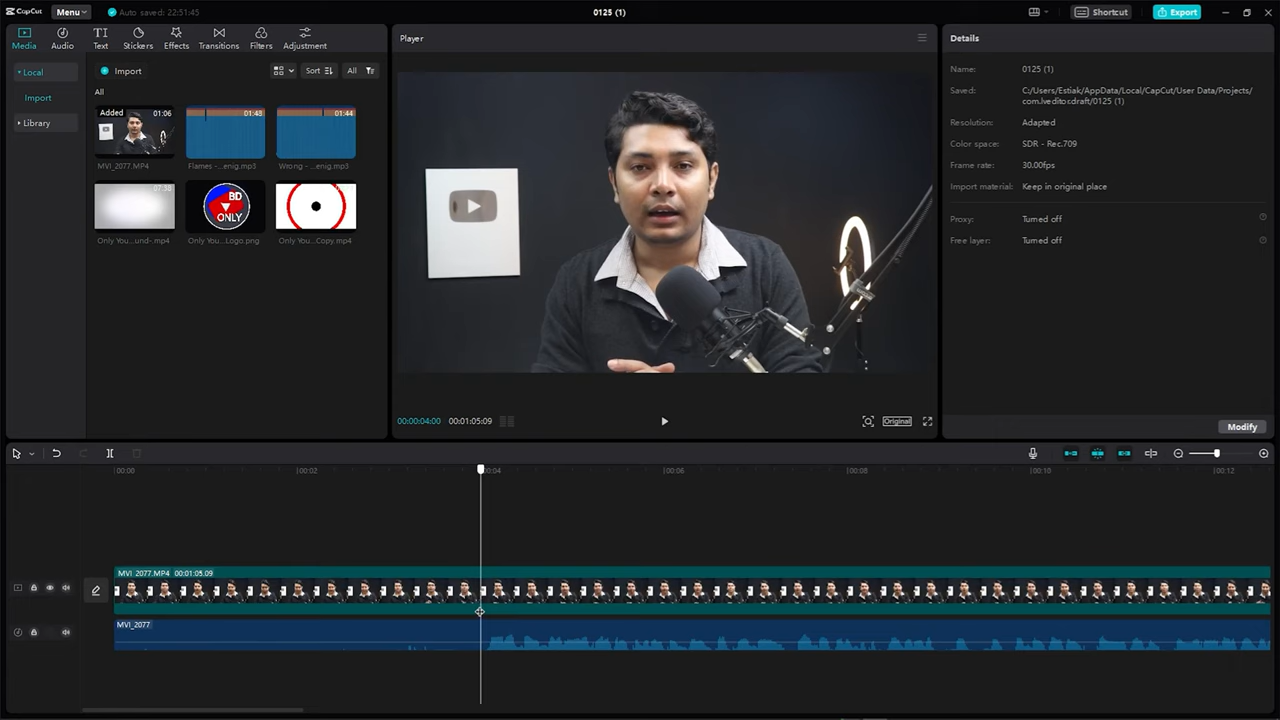 CapCut
Menu
Auto saved: 22:51:45
0125 (1)
Shortcut
Export
Media
Audio
Text
Stickers
Effects
Transitions
Filters
Adjustment
Local
Import
Library
Import
Sort
All
All
Added
01:06
01:43
01:44
MVI_2077.MP4
Flames - ...enig.mp3
Wrong - ...enig.mp3
07:38
BD
ONLY
Only You...und-.mp4
Only You...Logo.png
Only You...Copy.mp4
Player
00:00:04:00
00:01:05:09
Original
Details
Name:
0125 (1)
Saved:
C:/Users/Estiak/AppData/Local/CapCut/User Data/Projects/
com.lveditor.draft/0125 (1)
Resolution:
Adapted
Color space:
SDR - Rec.709
Frame rate:
30.00fps
Import material:
Keep in original place
Proxy:
Turned off
Free layer:
Turned off
Modify
00:00
00:02
00:04
00:06
00:08
00:10
00:12
MVI_2077.MP4 00:01:05:09
MVI_2077